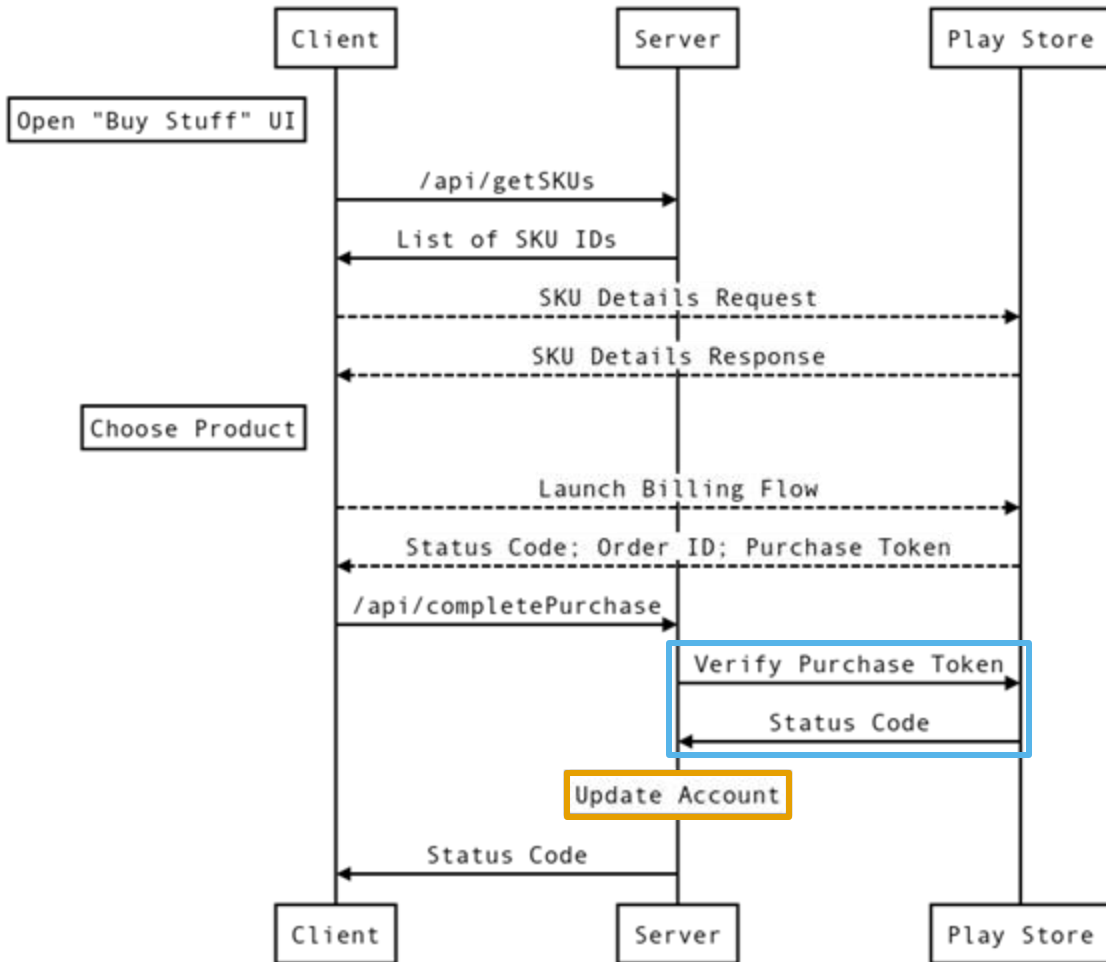 Client Server Play Store
Open "Buy Stuff" UI
/api/getSKUs
List of SKU IDs
SKU Details Request
SKU Details Response
Choose Product
Launch Billing Flow
Status Code; Order ID; Purchase Token
/api/completePurchase
Verify Purchase Token
Status Code
Update Account
Status Code
Client Server Play Store